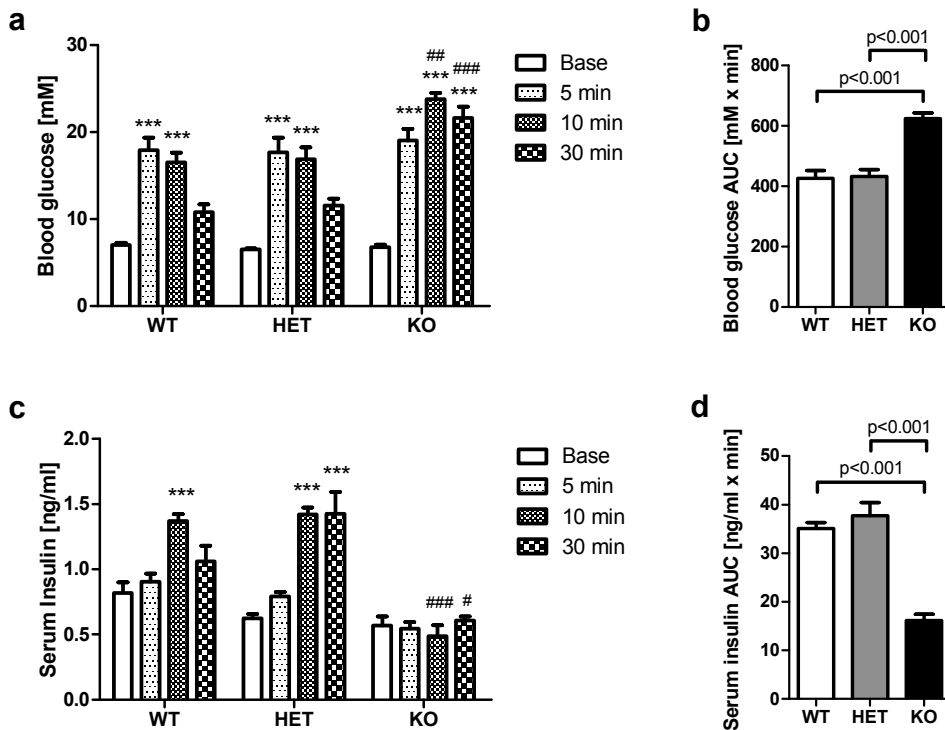 a
Blood glucose [mM]
30
20
10
0
***
***
***
***
***
##
***
###
***
WT
HET
KO
Base
5 min
10 min
30 min
b
Blood glucose AUC [mM x min]
800
600
400
200
0
p<0.001
p<0.001
WT
HET
KO
c
Serum Insulin [ng/ml]
2.0
1.5
1.0
0.5
0.0
***
***
***
###
#
WT
HET
KO
Base
5 min
10 min
30 min
d
Serum insulin AUC [ng/ml x min]
50
40
30
20
10
0
p<0.001
p<0.001
WT
HET
KO